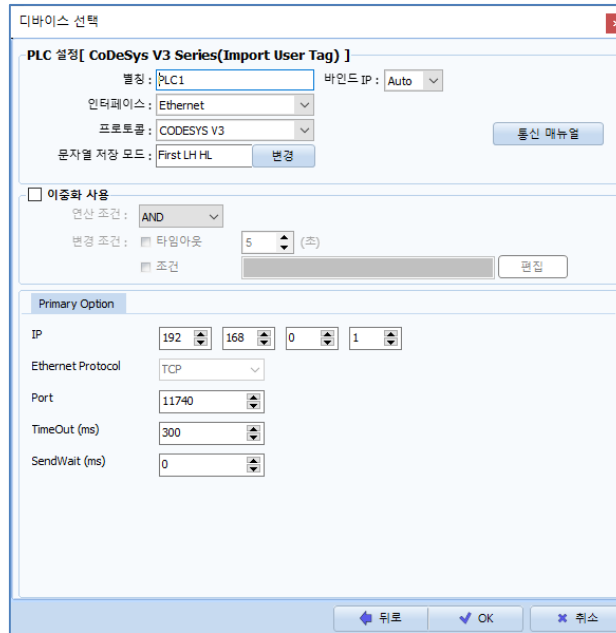 디바이스 선택
PLC 설정[ CoDeSys V3 Series(Import User Tag) ]
별칭 : PLC1 바인드 IP : Auto
인터페이스 : Ethernet
프로토콜 : CODESYS V3 통신 매뉴얼
문자열 저장 모드 : First LH HL 변경
이중화 사용
연산 조건 : AND
변경 조건 : 타임아웃 5 (초)
조건 편집
Primary Option
IP 192 168 0 1
Ethernet Protocol TCP
Port 11740
TimeOut (ms) 300
SendWait (ms) 0
뒤로 OK 취소